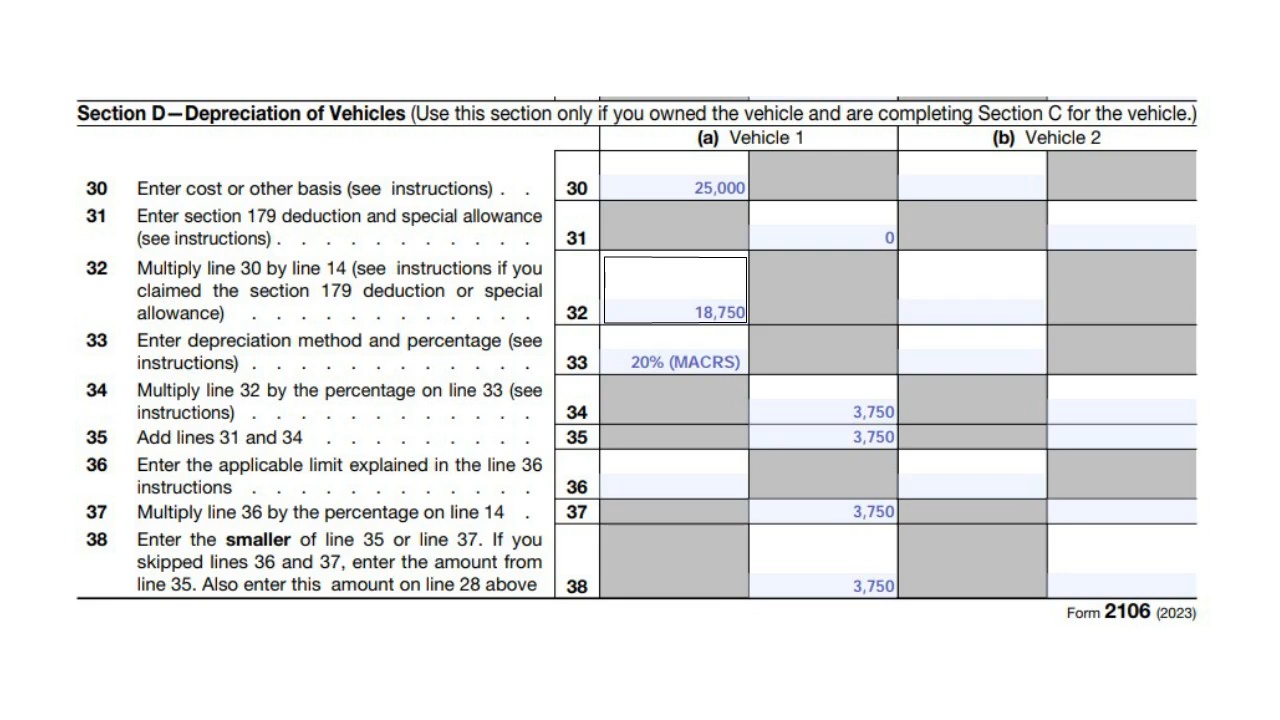 Section D—Depreciation of Vehicles (Use this section only if you owned the vehicle and are completing Section C for the vehicle.)
(a) Vehicle 1 (b) Vehicle 2
30 Enter cost or other basis (see instructions) . . 30 25,000
31 Enter section 179 deduction and special allowance
(see instructions) . . . . . . . . . . . 31 0
32 Multiply line 30 by line 14 (see instructions if you
claimed the section 179 deduction or special
allowance) . . . . . . . . . . . . 32 18,750
33 Enter depreciation method and percentage (see
instructions) . . . . . . . . . . . . 33 20% (MACRS)
34 Multiply line 32 by the percentage on line 33 (see
instructions) . . . . . . . . . . . . 34 3,750
35 Add lines 31 and 34 . . . . . . . . . 35 3,750
36 Enter the applicable limit explained in the line 36
instructions . . . . . . . . . . . . 36
37 Multiply line 36 by the percentage on line 14 . 37 3,750
38 Enter the smaller of line 35 or line 37. If you
skipped lines 36 and 37, enter the amount from
line 35. Also enter this amount on line 28 above 38 3,750
Form 2106 (2023)